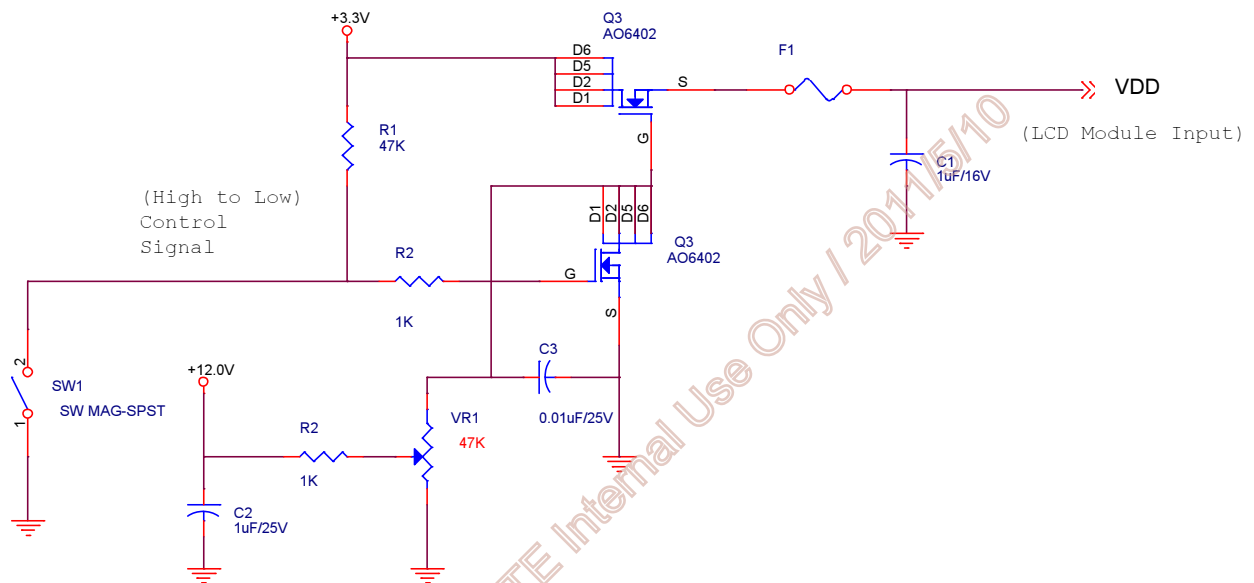 +3.3V
Q3
AO6402
D6
D5
D2
D1
S
G
F1
VDD
(LCD Module Input)
R1
47K
C1
1uF/16V
(High to Low)
Control
Signal
D1
D2
D5
D6
Q3
AO6402
R2
1K
G
S
C3
0.01uF/25V
2
1
SW1
SW MAG-SPST
+12.0V
R2
1K
VR1
47K
C2
1uF/25V
TE Internal Use Only / 2011/5/10